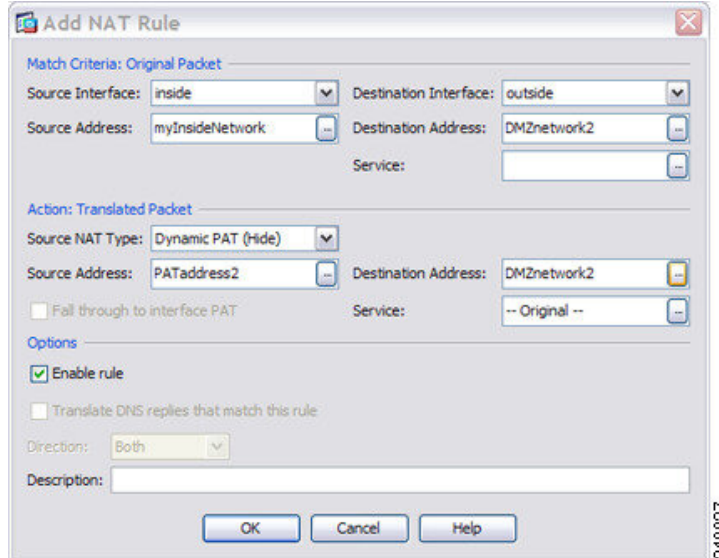 Add NAT Rule
Match Criteria: Original Packet
Source Interface: inside Destination Interface: outside
Source Address: myInsideNetwork ... Destination Address: DMZnetwork2 ...
Service: ...
Action: Translated Packet
Source NAT Type: Dynamic PAT (Hide)
Source Address: PATaddress2 ... Destination Address: DMZnetwork2 ...
Fall through to interface PAT Service: -- Original -- ...
Options
Enable rule
Translate DNS replies that match this rule
Direction: Both
Description:
OK Cancel Help